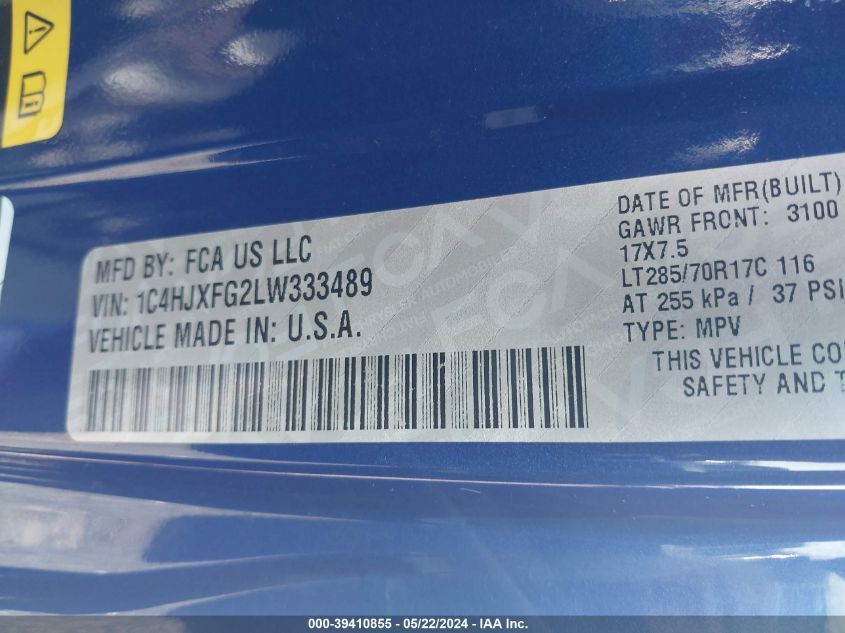 MFD BY: FCA US LLC
VIN: 1C4HJXFG2LW333489
VEHICLE MADE IN: U.S.A.
DATE OF MFR(BUILT)
GAWR FRONT: 3100
17X7.5
LT285/70R17C 116
AT 255 kPa / 37 PSI
TYPE: MPV
THIS VEHICLE CO
SAFETY AND T
000-39410855 — 05/22/2024 — IAA Inc.